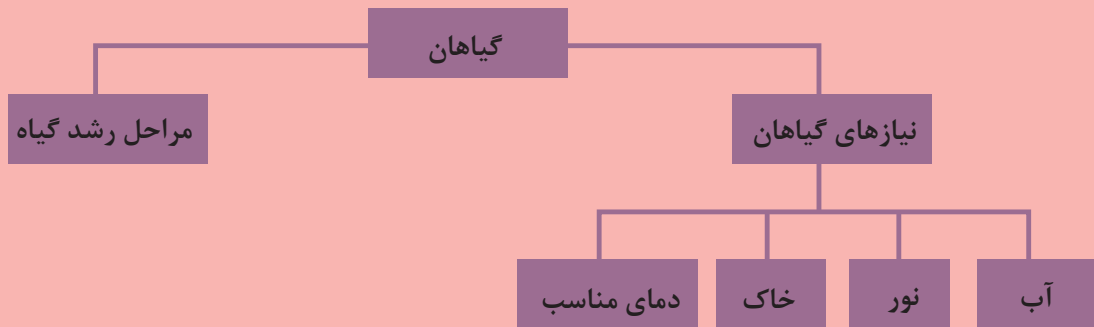 گیاهان
نیازهای گیاهان
مراحل رشد گیاه
آب
نور
خاک
دمای مناسب